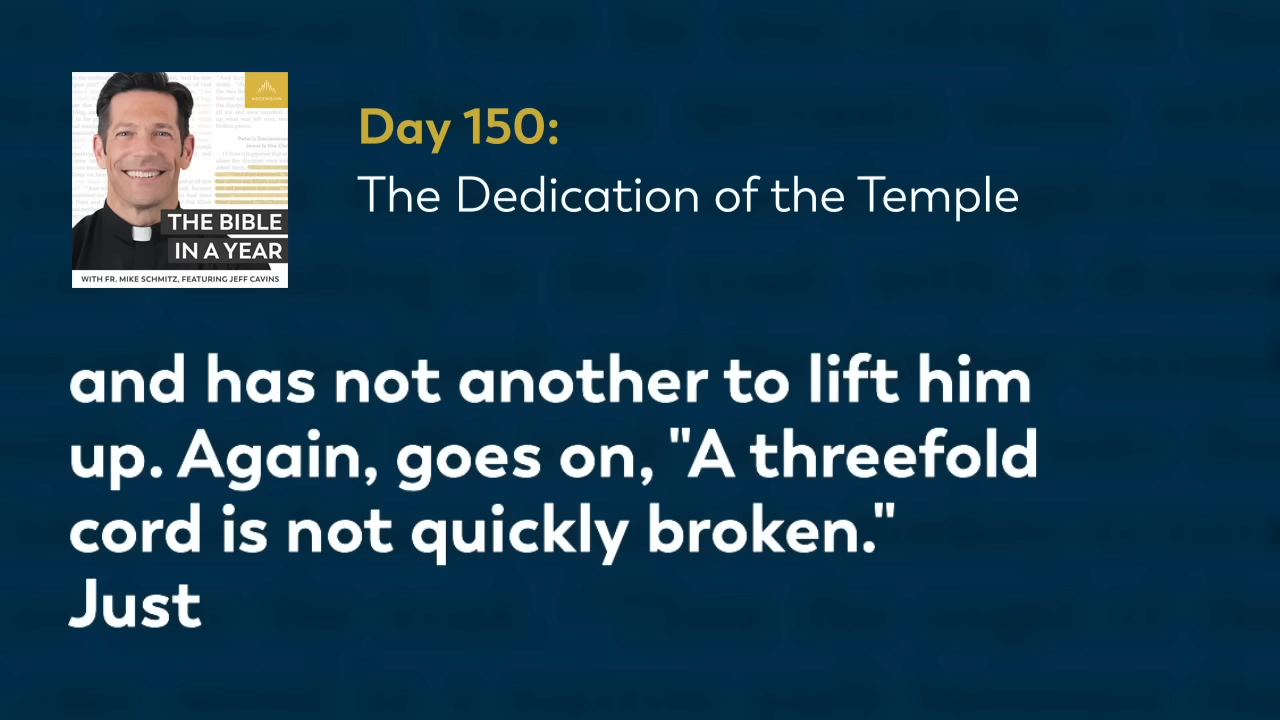 ASCENSION
THE BIBLE
IN A YEAR
WITH FR. MIKE SCHMITZ, FEATURING JEFF CAVINS
Day 150:
The Dedication of the Temple
and has not another to lift him
up. Again, goes on, "A threefold
cord is not quickly broken."
Just